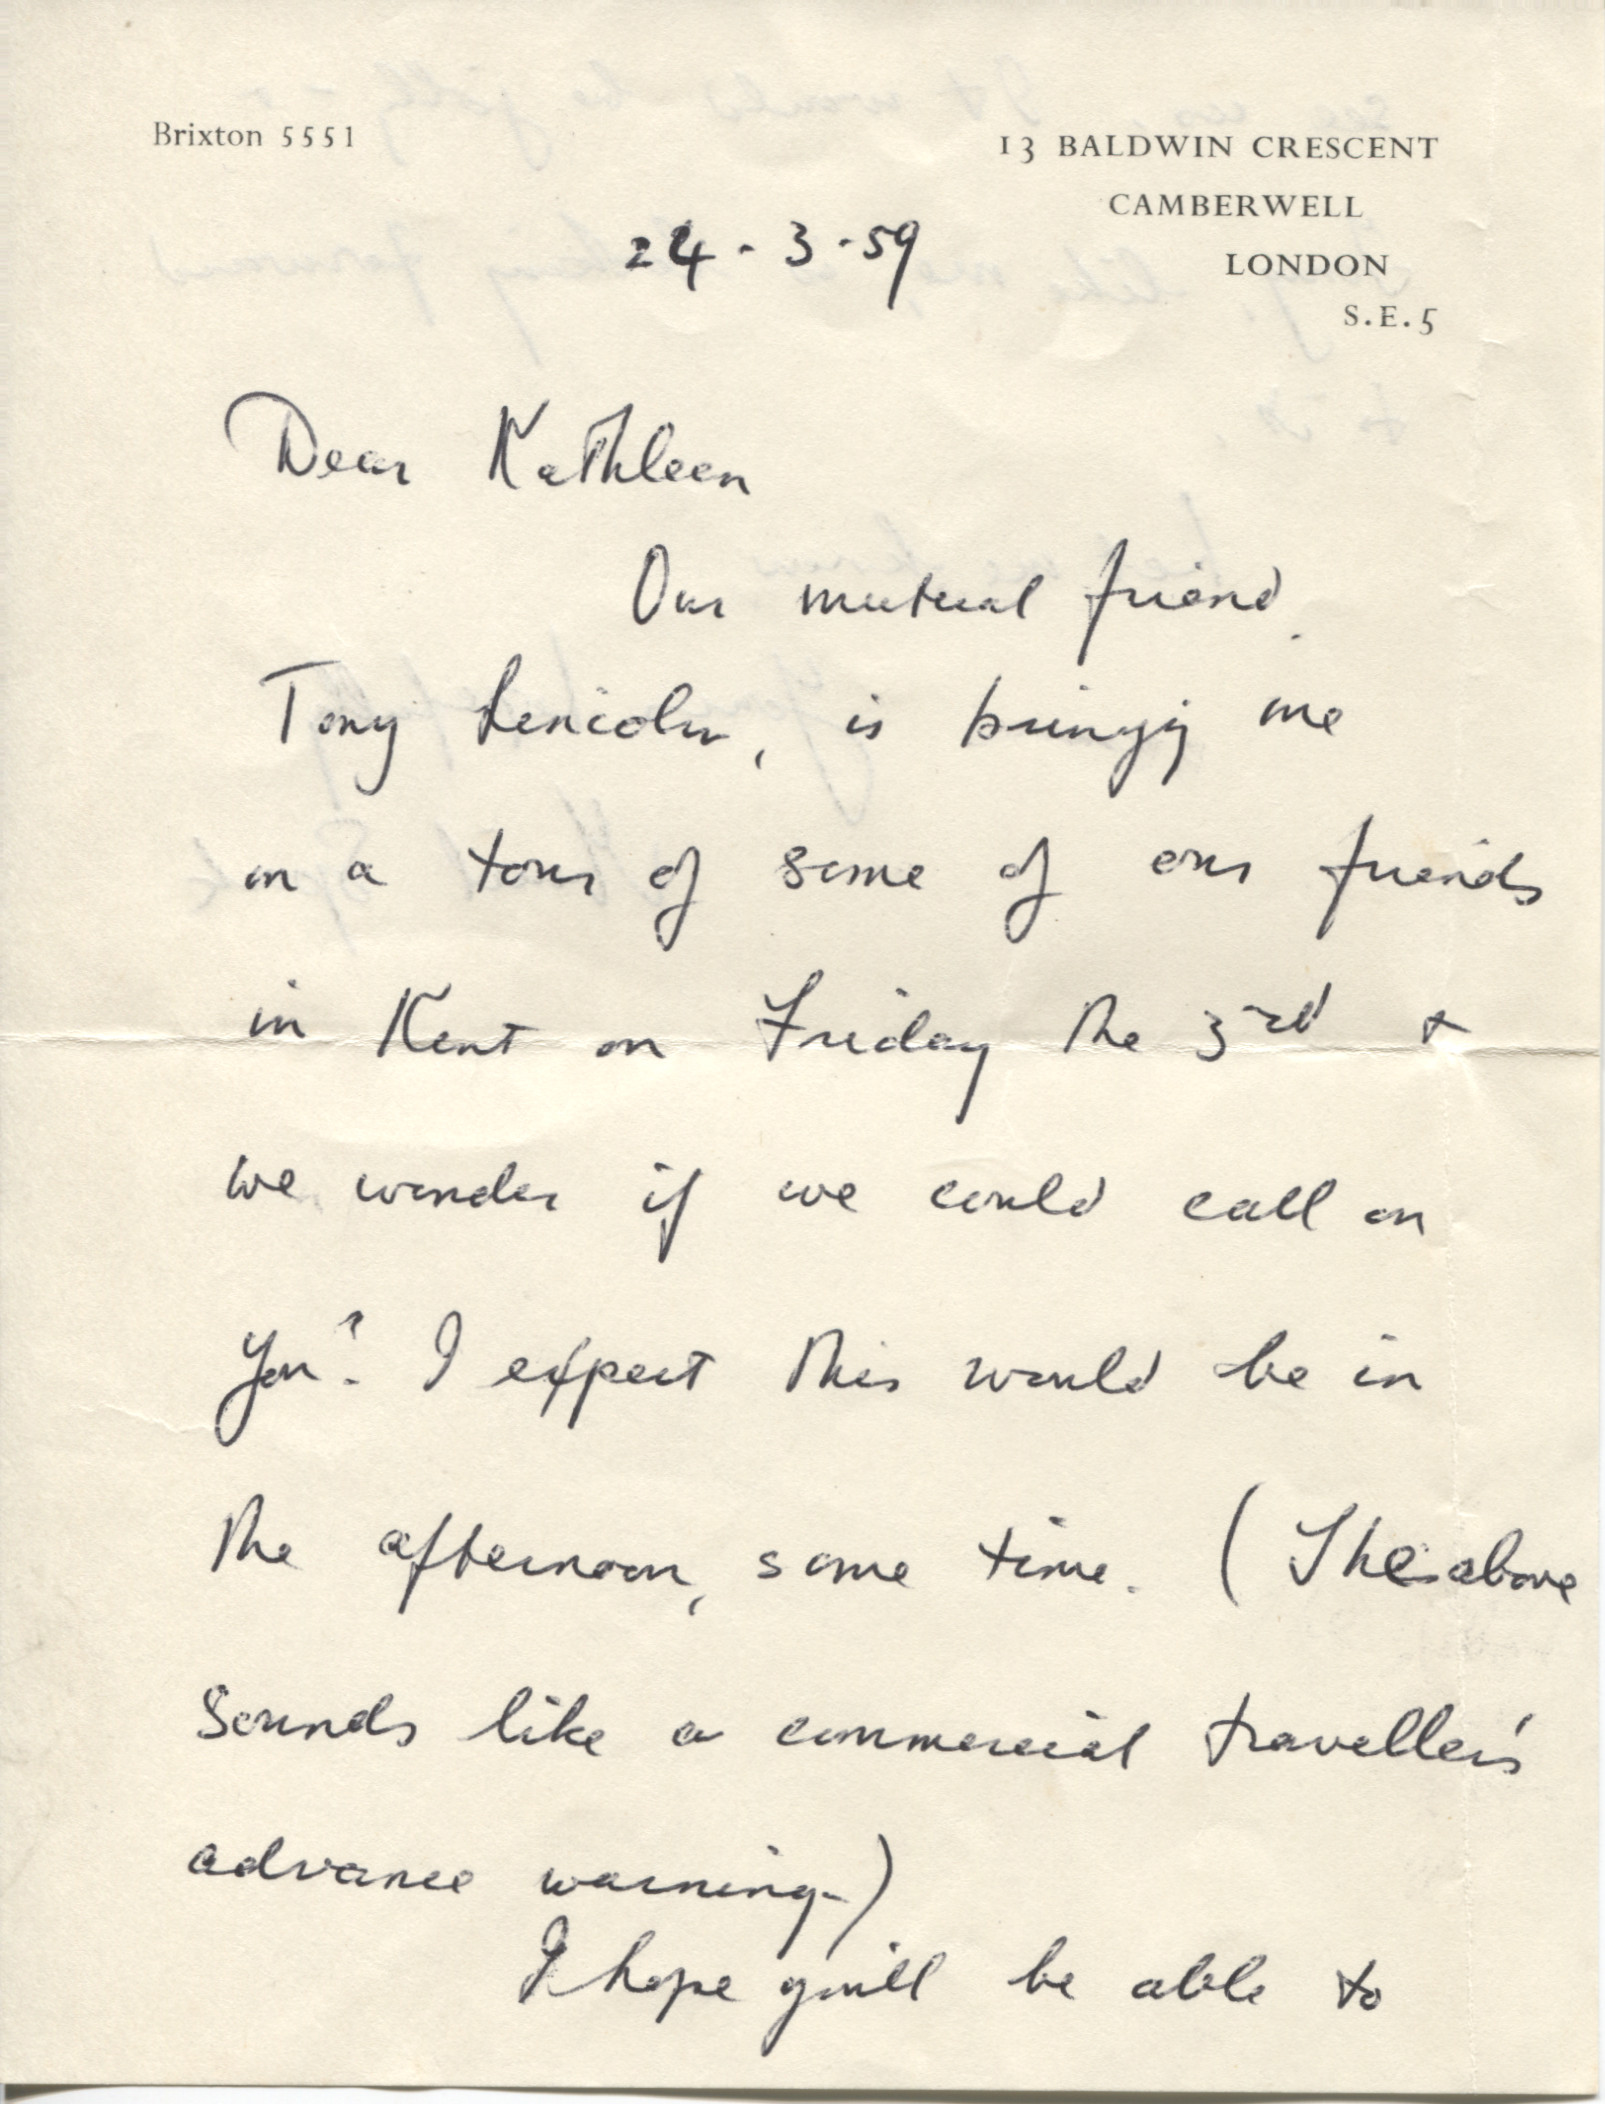 Brixton 5551
13 BALDWIN CRESCENT
CAMBERWELL
LONDON
S.E.5
24 - 3 - 59
Dear Kathleen
Our mutual friend
Tony Lincoln, is bringing me
on a tour of some of our friends
in Kent on Friday the 3rd +
we wonder if we could call on
you? I expect this would be in
the afternoon, some time. (The above
sounds like a commercial traveller's
advance warning.)
I hope you'll be able to